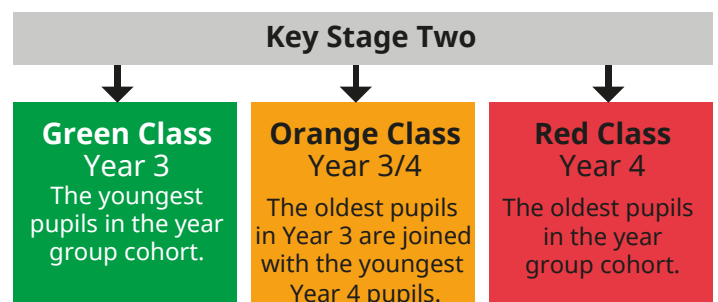 Key Stage Two
Green Class
Year 3
The youngest
pupils in the year
group cohort.
Orange Class
Year 3/4
The oldest pupils
in Year 3 are joined
with the youngest
Year 4 pupils.
Red Class
Year 4
The oldest pupils
in the year
group cohort.